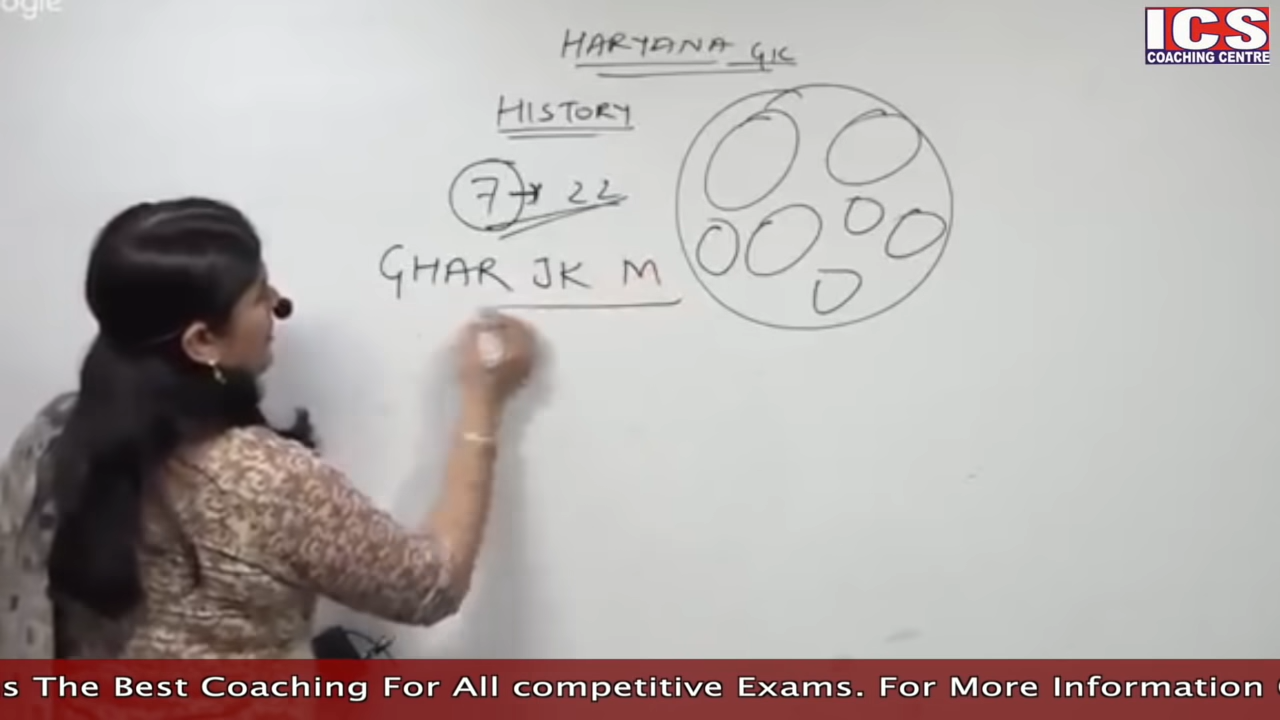 ogle
ICS
COACHING CENTRE
HARYANA GK
HISTORY
7 → 22
GHAR JK M
s The Best Coaching For All competitive Exams. For More Information